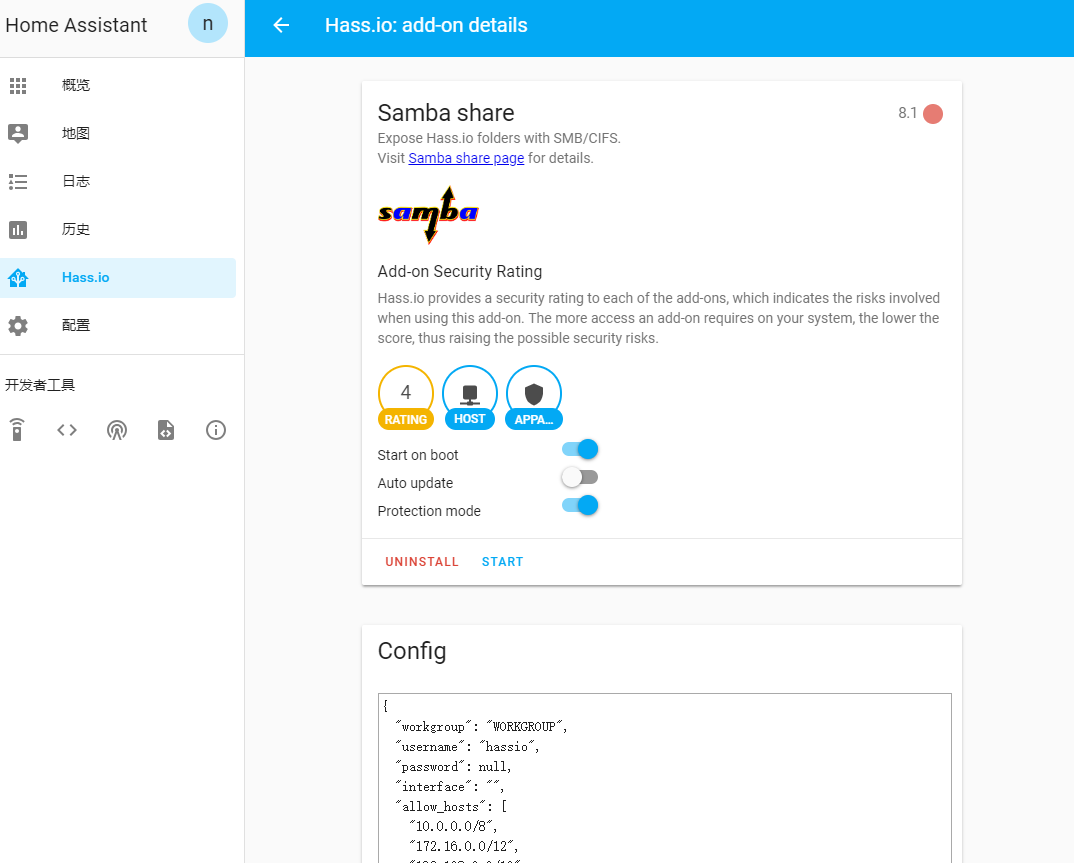 Home Assistant
n
概览
地图
日志
历史
Hass.io
配置
开发者工具
Hass.io: add-on details
Samba share
8.1
Expose Hass.io folders with SMB/CIFS.
Visit Samba share page for details.
samba
Add-on Security Rating
Hass.io provides a security rating to each of the add-ons, which indicates the risks involved
when using this add-on. The more access an add-on requires on your system, the lower the
score, thus raising the possible security risks.
4
RATING
HOST
APPA...
Start on boot
Auto update
Protection mode
UNINSTALL START
Config
{
"workgroup": "WORKGROUP",
"username": "hassio",
"password": null,
"interface": "",
"allow_hosts": [
"10.0.0.0/8",
"172.16.0.0/12",